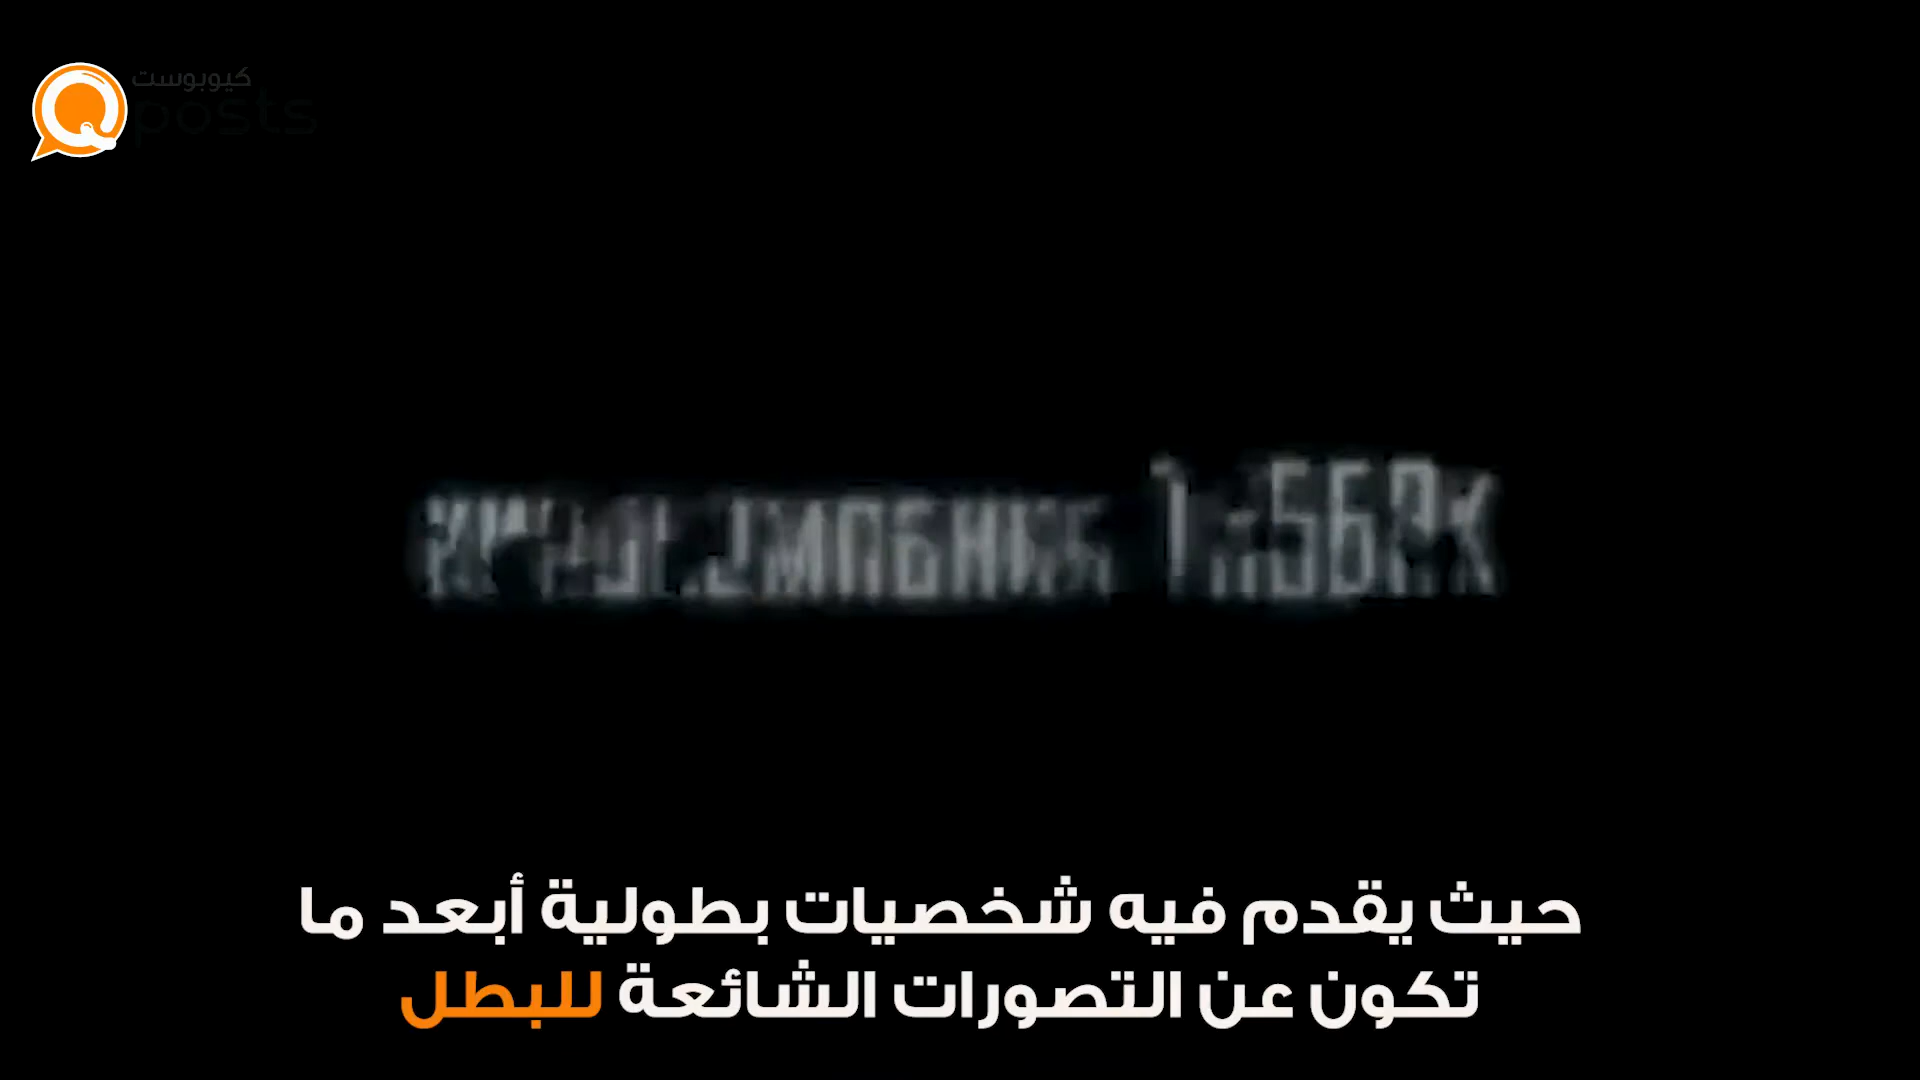 كيوبوست
posts
حيث يقدم فيه شخصيات بطولية أبعد ما
تكون عن التصورات الشائعة للبطل